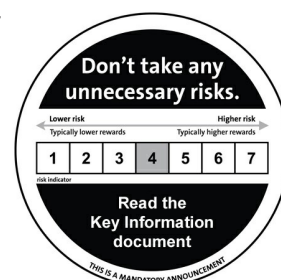 Don't take any
unnecessary risks.
Lower risk Higher risk
Typically lower rewards Typically higher rewards
1 2 3 4 5 6 7
risk indicator
Read the
Key Information
document
THIS IS A MANDATORY ANNOUNCEMENT